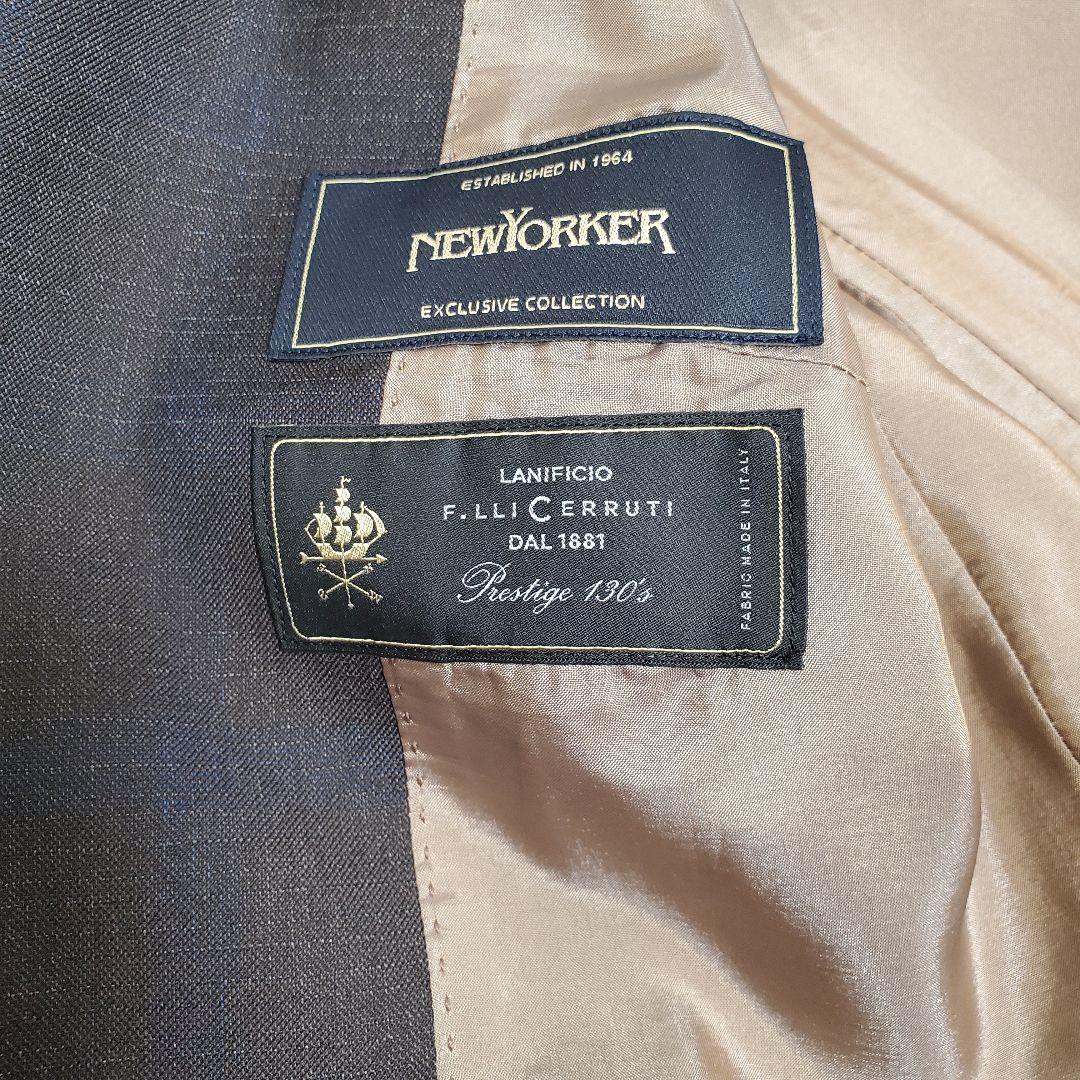 ESTABLISHED IN 1964
NEWYORKER
EXCLUSIVE COLLECTION
LANIFICIO
F.LLI CERRUTI
DAL 1881
Prestige 130's
FABRIC MADE IN ITALY